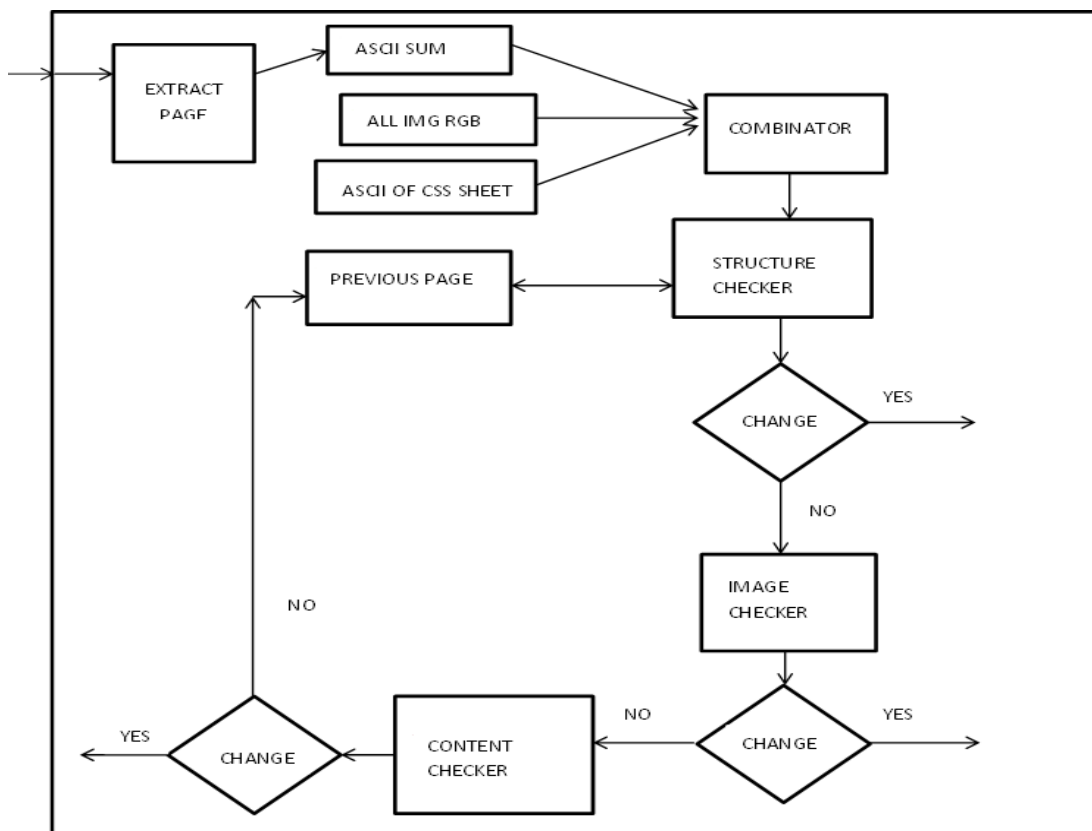 ASCII SUM
EXTRACT
PAGE
ALL IMG RGB
COMBINATOR
ASCII OF CSS SHEET
PREVIOUS PAGE
STRUCTURE
CHECKER
CHANGE
YES
NO
IMAGE
CHECKER
NO
YES
CHANGE
NO
CONTENT
CHECKER
YES
CHANGE